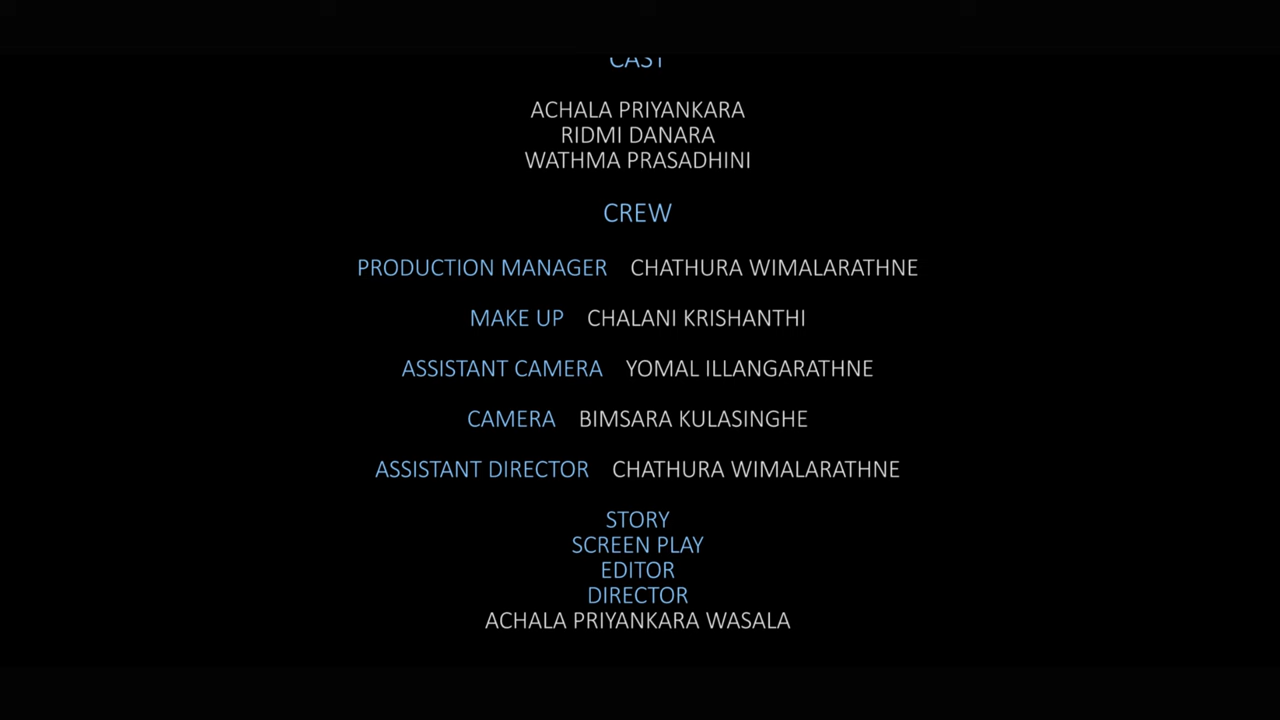 CAST
ACHALA PRIYANKARA
RIDMI DANARA
WATHMA PRASADHINI
CREW
PRODUCTION MANAGER CHATHURA WIMALARATHNE
MAKE UP CHALANI KRISHANTHI
ASSISTANT CAMERA YOMAL ILLANGARATHNE
CAMERA BIMSARA KULASINGHE
ASSISTANT DIRECTOR CHATHURA WIMALARATHNE
STORY
SCREEN PLAY
EDITOR
DIRECTOR
ACHALA PRIYANKARA WASALA